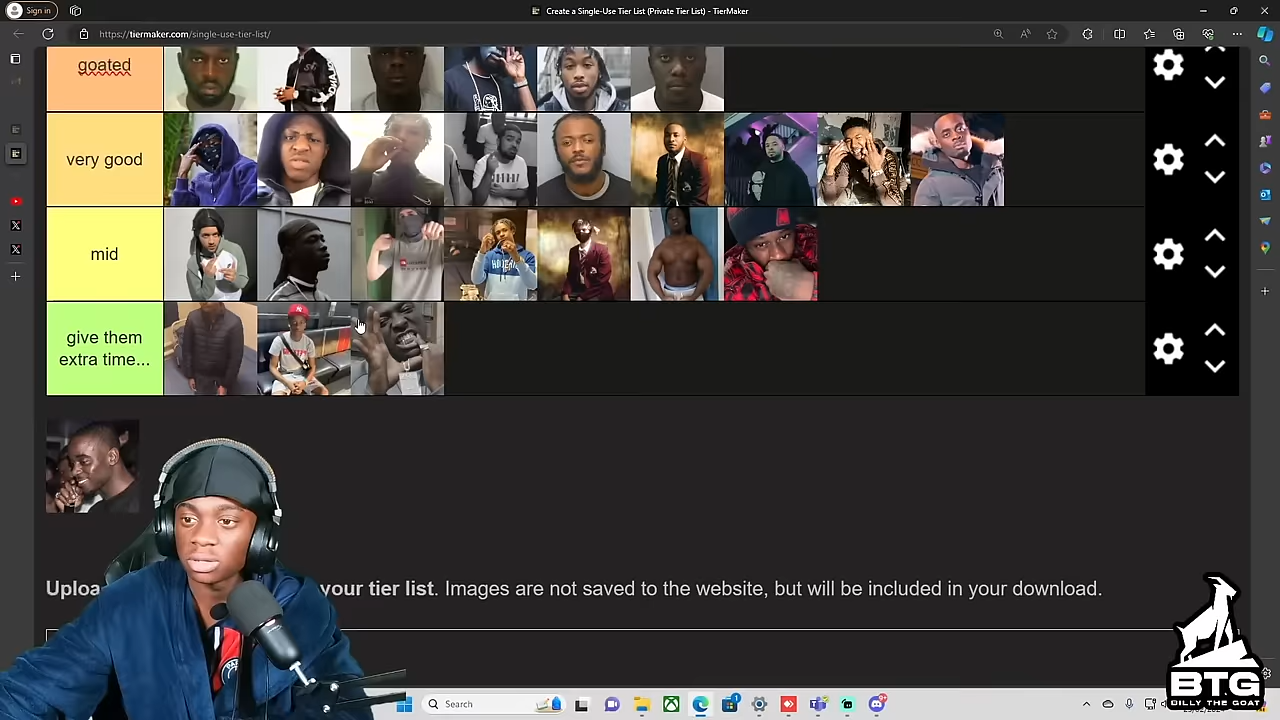 Sign in
Create a Single-Use Tier List (Private Tier List) - TierMaker
https://tiermaker.com/single-use-tier-list/
goated
very good
mid
give them
extra time...
Uploa
your tier list. Images are not saved to the website, but will be included in your download.
Search
BTG
BILLY THE GOAT